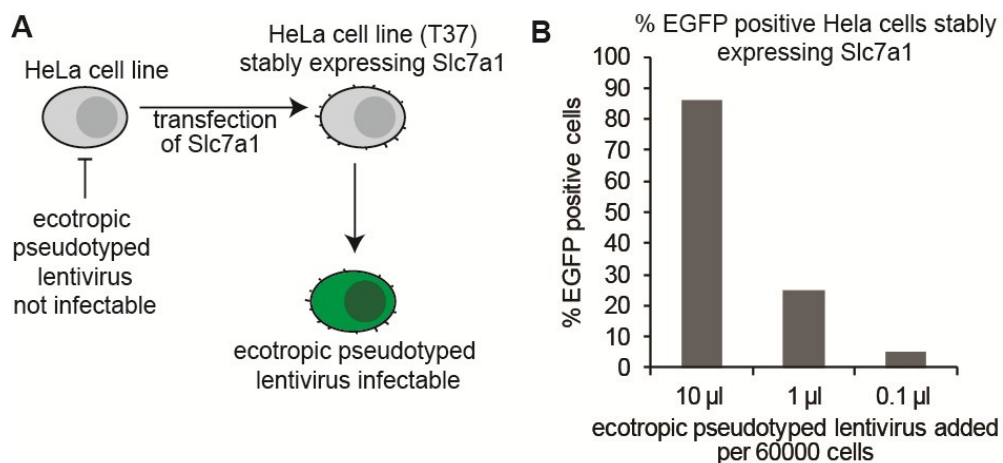 A
HeLa cell line
transfection
of Slc7a1
HeLa cell line (T37)
stably expressing Slc7a1
ecotropic
pseudotyped
lentivirus
not infectable
ecotropic pseudotyped
lentivirus infectable
B
% EGFP positive Hela cells stably
expressing Slc7a1
% EGFP positive cells
100
90
80
70
60
50
40
30
20
10
0
10 µl 1 µl 0.1 µl
ecotropic pseudotyped lentivirus added
per 60000 cells